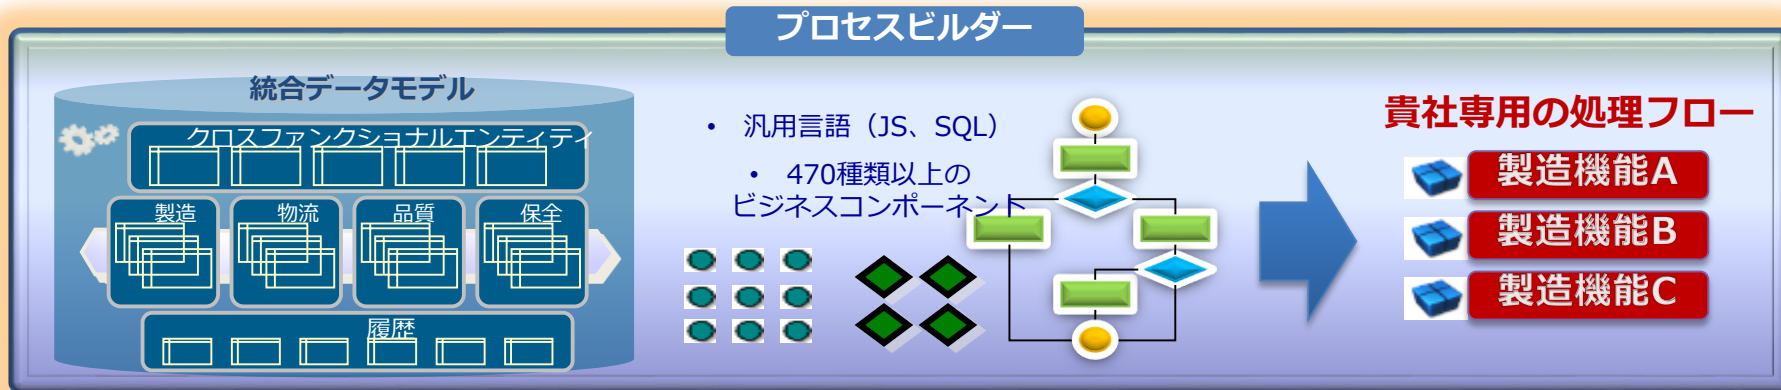 プロセスビルダー
統合データモデル
クロスファンクショナルエンティティ
製造
物流
品質
保全
履歴
• 汎用言語（JS、SQL）
• 470種類以上の
ビジネスコンポーネント
貴社専用の処理フロー
製造機能A
製造機能B
製造機能C